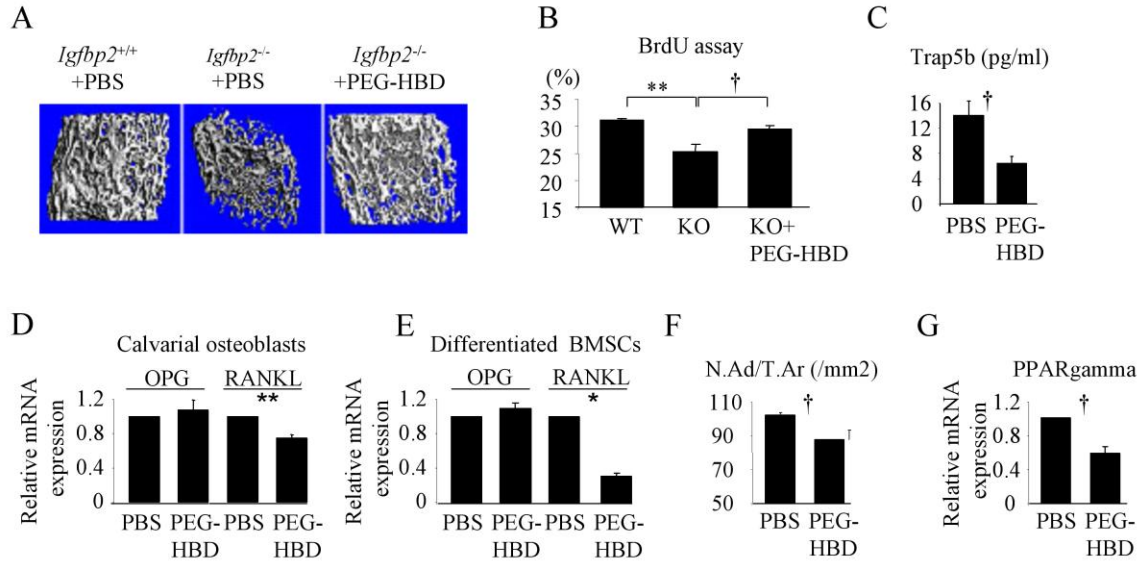 A
Igfbp2+/+
+PBS
Igfbp2-/-
+PBS
Igfbp2-/-
+PEG-HBD
B
BrdU assay
(%)
**
†
35
31
25
20
15
WT
KO
KO+
PEG-HBD
C
Trap5b (pg/ml)
†
16
12
8
4
0
PBS
PEG-
HBD
D
Calvarial osteoblasts
OPG
RANKL
**
Relative mRNA
expression
1.2
0.8
0.4
0
PBS
PEG-
HBD
PBS
PEG-
HBD
E
Differentiated BMSCs
OPG
RANKL
*
Relative mRNA
expression
1.2
0.8
0.4
0
PBS
PEG-
HBD
PBS
PEG-
HBD
F
N.Ad/T.Ar (/mm2)
†
110
90
70
50
PBS
PEG-
HBD
G
PPARgamma
†
Relative mRNA
expression
1.2
0.8
0.4
0
PBS
PEG-
HBD